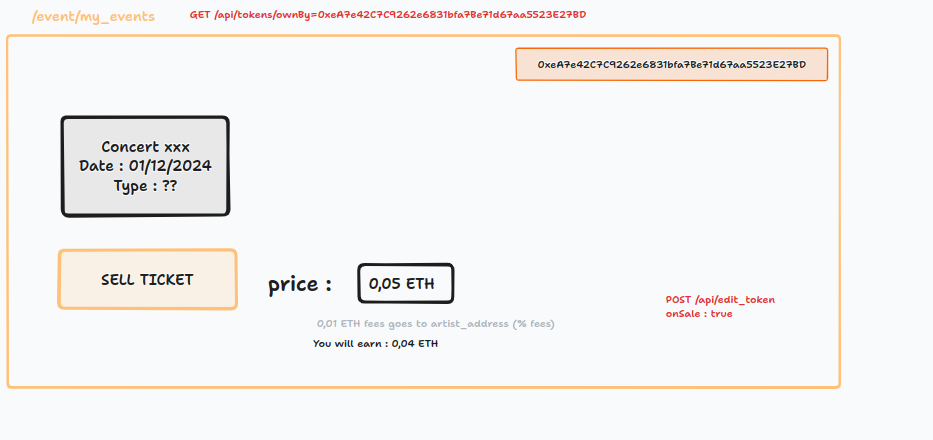 /event/my_events
GET /api/tokens/ownBy=0xeA7e42C7C9262e6831bfa7Be71d67aa5523E27BD
0xeA7e42C7C9262e6831bfa7Be71d67aa5523E27BD
Concert xxx
Date : 01/12/2024
Type : ??
SELL TICKET
price :
0,05 ETH
POST /api/edit_token
onSale : true
0,01 ETH fees goes to artist_address (% fees)
You will earn : 0,04 ETH